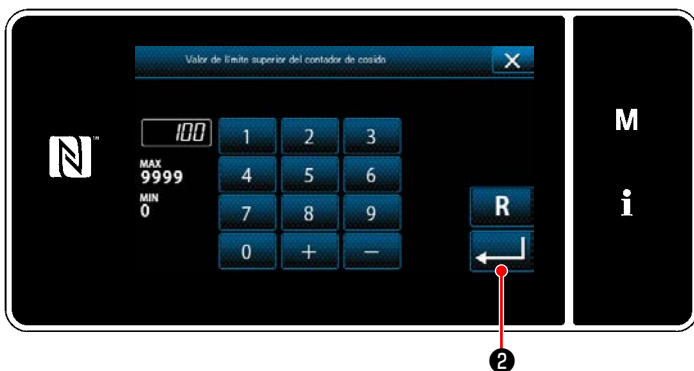 Valor de límite superior del contador de cosido X
100
MAX
9999
MIN
0
1 2 3
4 5 6
7 8 9
0 + −
R
M
i
N™
❷